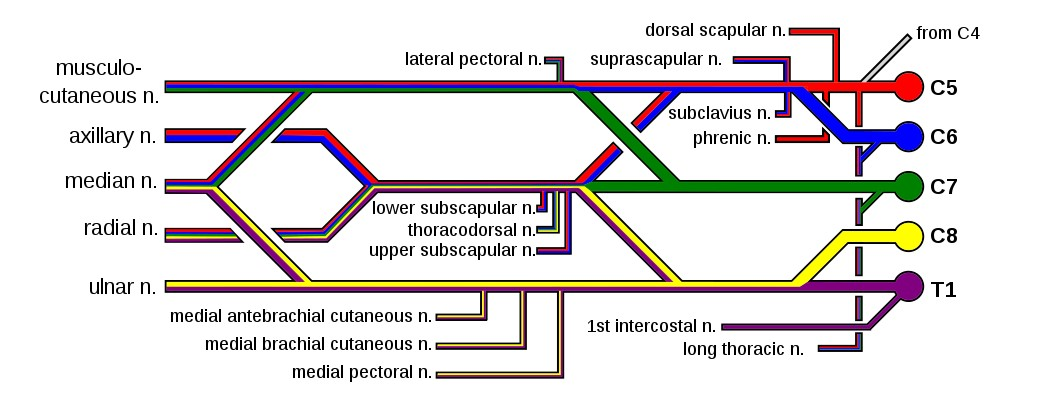 dorsal scapular n.
from C4
lateral pectoral n.
suprascapular n.
musculo-
cutaneous n.
C5
subclavius n.
axillary n.
phrenic n.
C6
median n.
C7
lower subscapular n.
radial n.
thoracodorsal n.
C8
upper subscapular n.
ulnar n.
T1
medial antebrachial cutaneous n.
1st intercostal n.
medial brachial cutaneous n.
long thoracic n.
medial pectoral n.